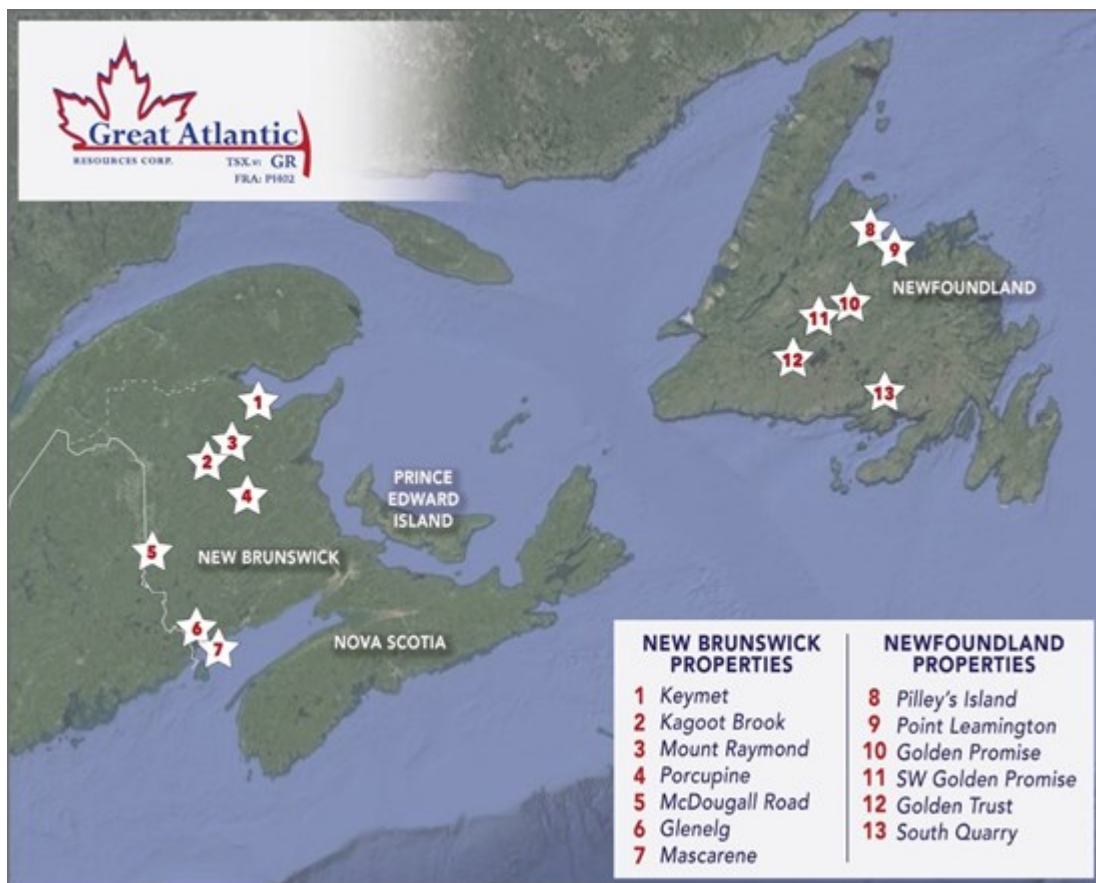 Great Atlantic
RESOURCES CORP.
TSX.V: GR
FRA: PH02
8
9
NEWFOUNDLAND
10
11
12
13
1
3
2
4
PRINCE
EDWARD
ISLAND
5
NEW BRUNSWICK
6
7
NOVA SCOTIA
NEW BRUNSWICK
PROPERTIES
1 Keymet
2 Kagoot Brook
3 Mount Raymond
4 Porcupine
5 McDougall Road
6 Glenelg
7 Mascarene
NEWFOUNDLAND
PROPERTIES
8 Pilley's Island
9 Point Leamington
10 Golden Promise
11 SW Golden Promise
12 Golden Trust
13 South Quarry